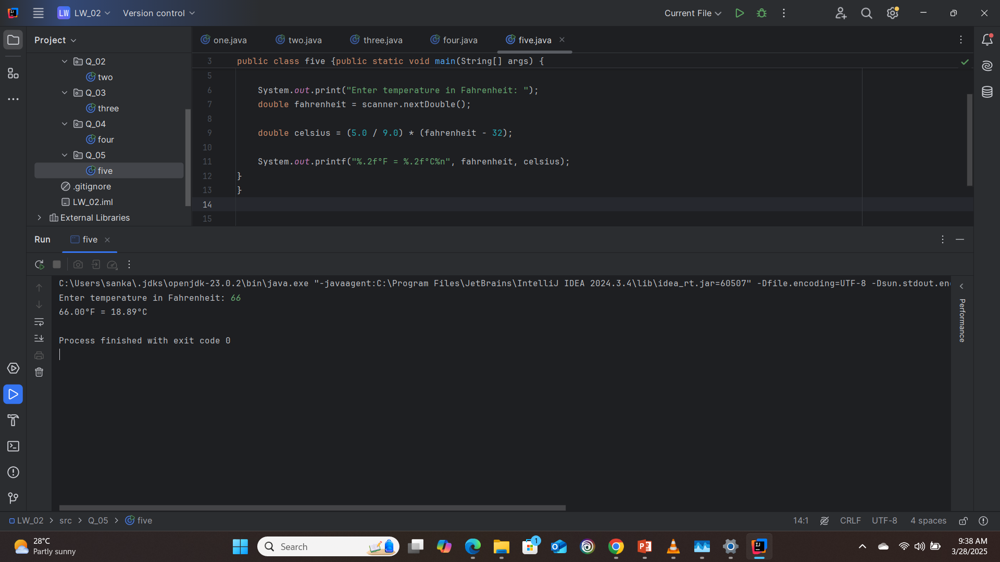 LW LW_02 Version control Current File
Project
one.java two.java three.java four.java five.java
Q_02
two
Q_03
three
Q_04
four
Q_05
five
.gitignore
LW_02.iml
External Libraries
3 public class five {public static void main(String[] args) {
5
6 System.out.print("Enter temperature in Fahrenheit: ");
7 double fahrenheit = scanner.nextDouble();
8
9 double celsius = (5.0 / 9.0) * (fahrenheit - 32);
10
11 System.out.printf("%.2f°F = %.2f°C%n", fahrenheit, celsius);
12 }
13 }
14
15
Run five
C:\Users\sanka\.jdks\openjdk-23.0.2\bin\java.exe "-javaagent:C:\Program Files\JetBrains\IntelliJ IDEA 2024.3.4\lib\idea_rt.jar=60507" -Dfile.encoding=UTF-8 -Dsun.stdout.en
Enter temperature in Fahrenheit: 66
66.00°F = 18.89°C
Process finished with exit code 0
Performance
LW_02 > src > Q_05 > five
14:1 CRLF UTF-8 4 spaces
28°C
Partly sunny
Search
1
9:38 AM
3/28/2025